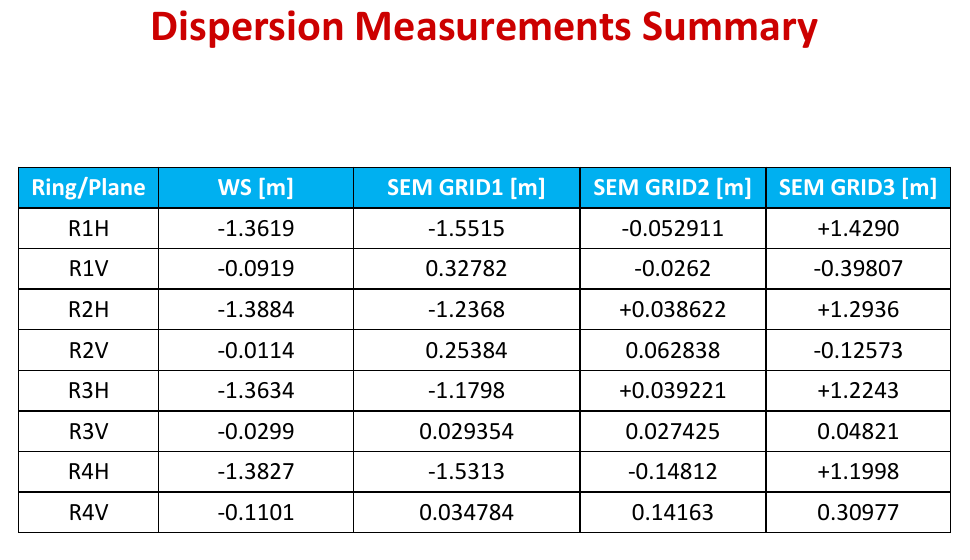 Dispersion Measurements Summary
Ring/Plane WS [m] SEM GRID1 [m] SEM GRID2 [m] SEM GRID3 [m]
R1H -1.3619 -1.5515 -0.052911 +1.4290
R1V -0.0919 0.32782 -0.0262 -0.39807
R2H -1.3884 -1.2368 +0.038622 +1.2936
R2V -0.0114 0.25384 0.062838 -0.12573
R3H -1.3634 -1.1798 +0.039221 +1.2243
R3V -0.0299 0.029354 0.027425 0.04821
R4H -1.3827 -1.5313 -0.14812 +1.1998
R4V -0.1101 0.034784 0.14163 0.30977